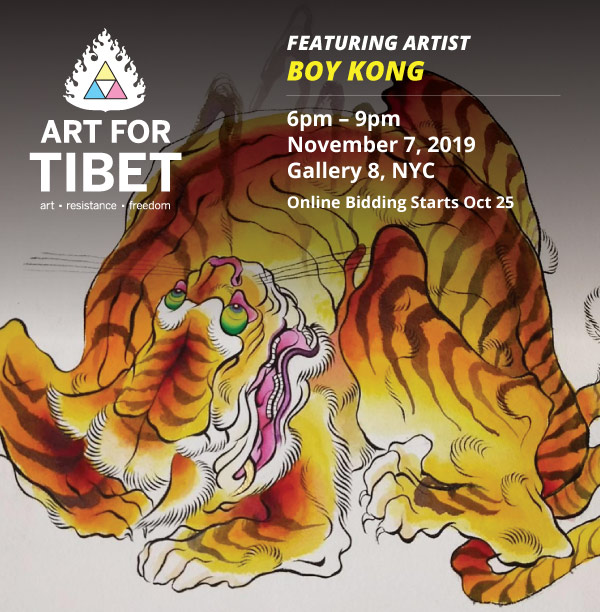 ART FOR
TIBET
art • resistance • freedom
FEATURING ARTIST
BOY KONG
6pm – 9pm
November 7, 2019
Gallery 8, NYC
Online Bidding Starts Oct 25